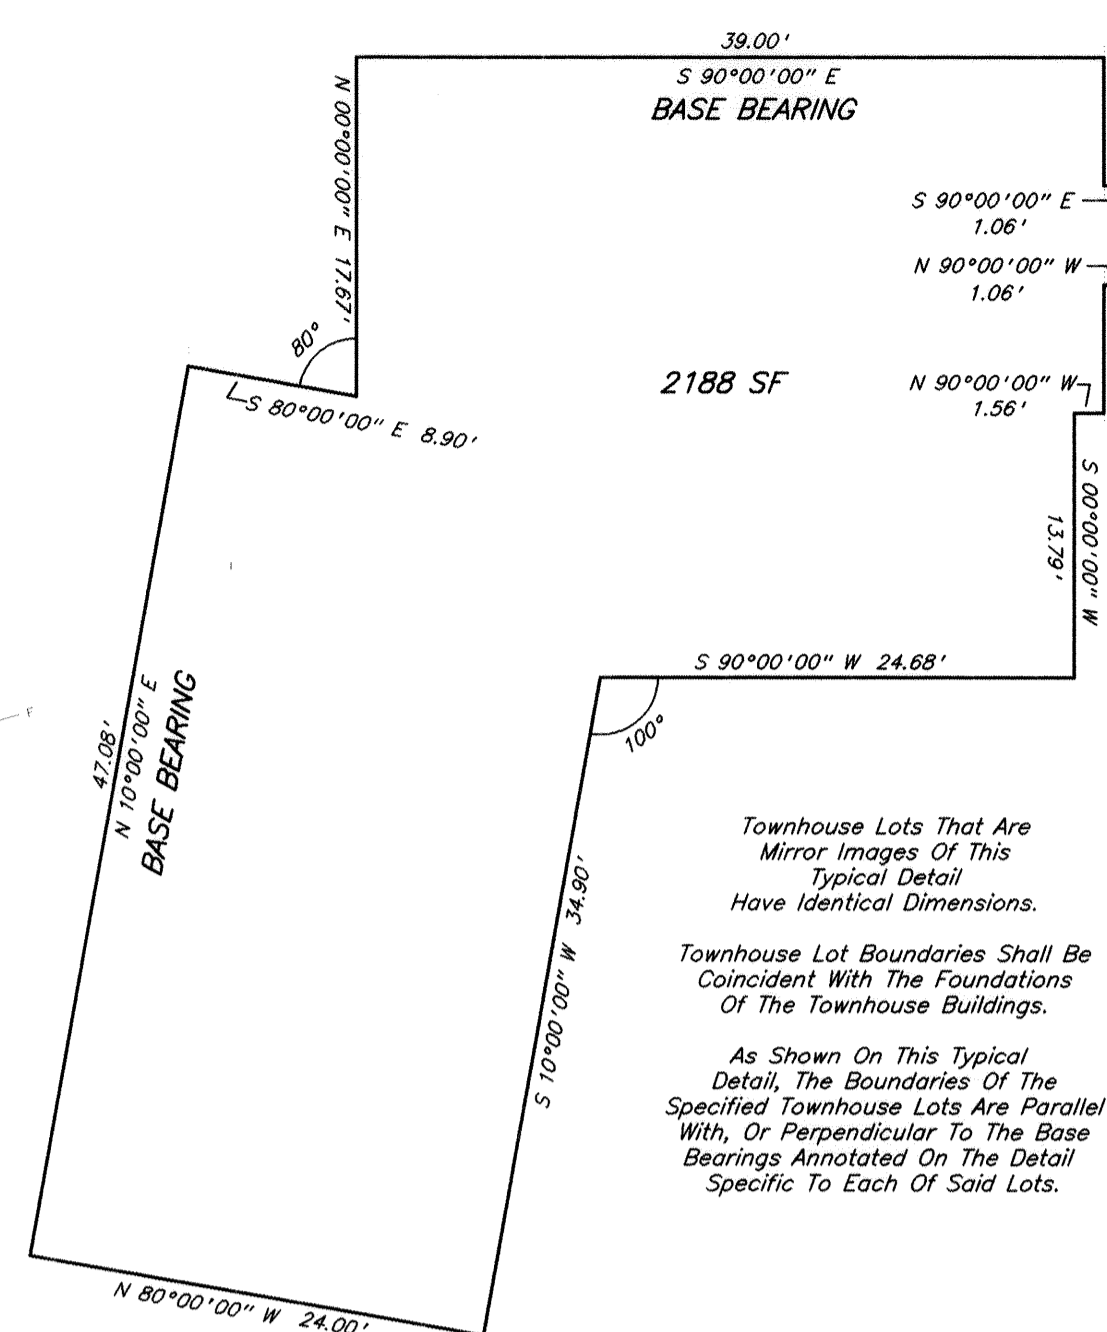 39.00'
S 90°00'00" E
BASE BEARING
N 00°00'00" E 17.67'
S 90°00'00" E
1.06'
N 90°00'00" W
1.06'
80°
2188 SF
N 90°00'00" W
1.56'
S 80°00'00" E 8.90'
S 00°00'00" W
13.79'
S 90°00'00" W 24.68'
100°
47.08'
N 10°00'00" E
BASE BEARING
F
S 10°00'00" W 34.90'
Townhouse Lots That Are
Mirror Images Of This
Typical Detail
Have Identical Dimensions.
Townhouse Lot Boundaries Shall Be
Coincident With The Foundations
Of The Townhouse Buildings.
As Shown On This Typical
Detail, The Boundaries Of The
Specified Townhouse Lots Are Parallel
With, Or Perpendicular To The Base
Bearings Annotated On The Detail
Specific To Each Of Said Lots.
N 80°00'00" W 24.00'